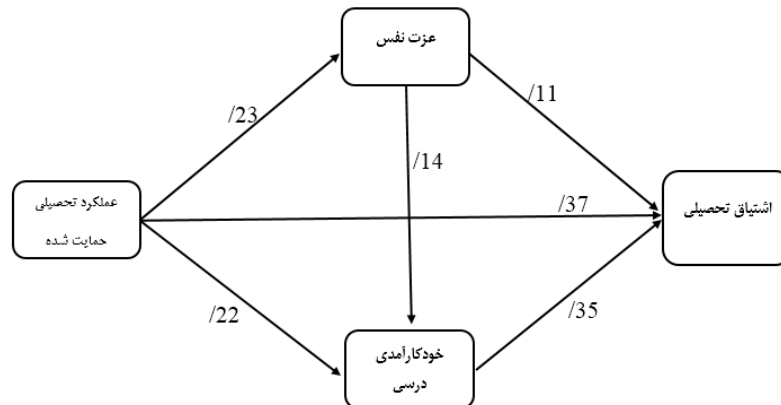 عزت نفس
/23
/11
/14
عملکرد تحصیلی
حمایت شده
/37
اشتیاق تحصیلی
/22
/35
خودکارآمدی
درسی